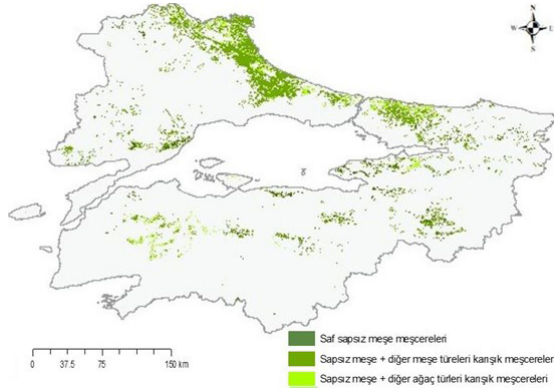 N
W E
S
0 37.5 75 150 km
Saf sapsız meşe meşcereleri
Sapsız meşe + diğer meşe türeleri karışık meşcereler
Sapsız meşe + diğer ağaç türleri karışık meşcereleri